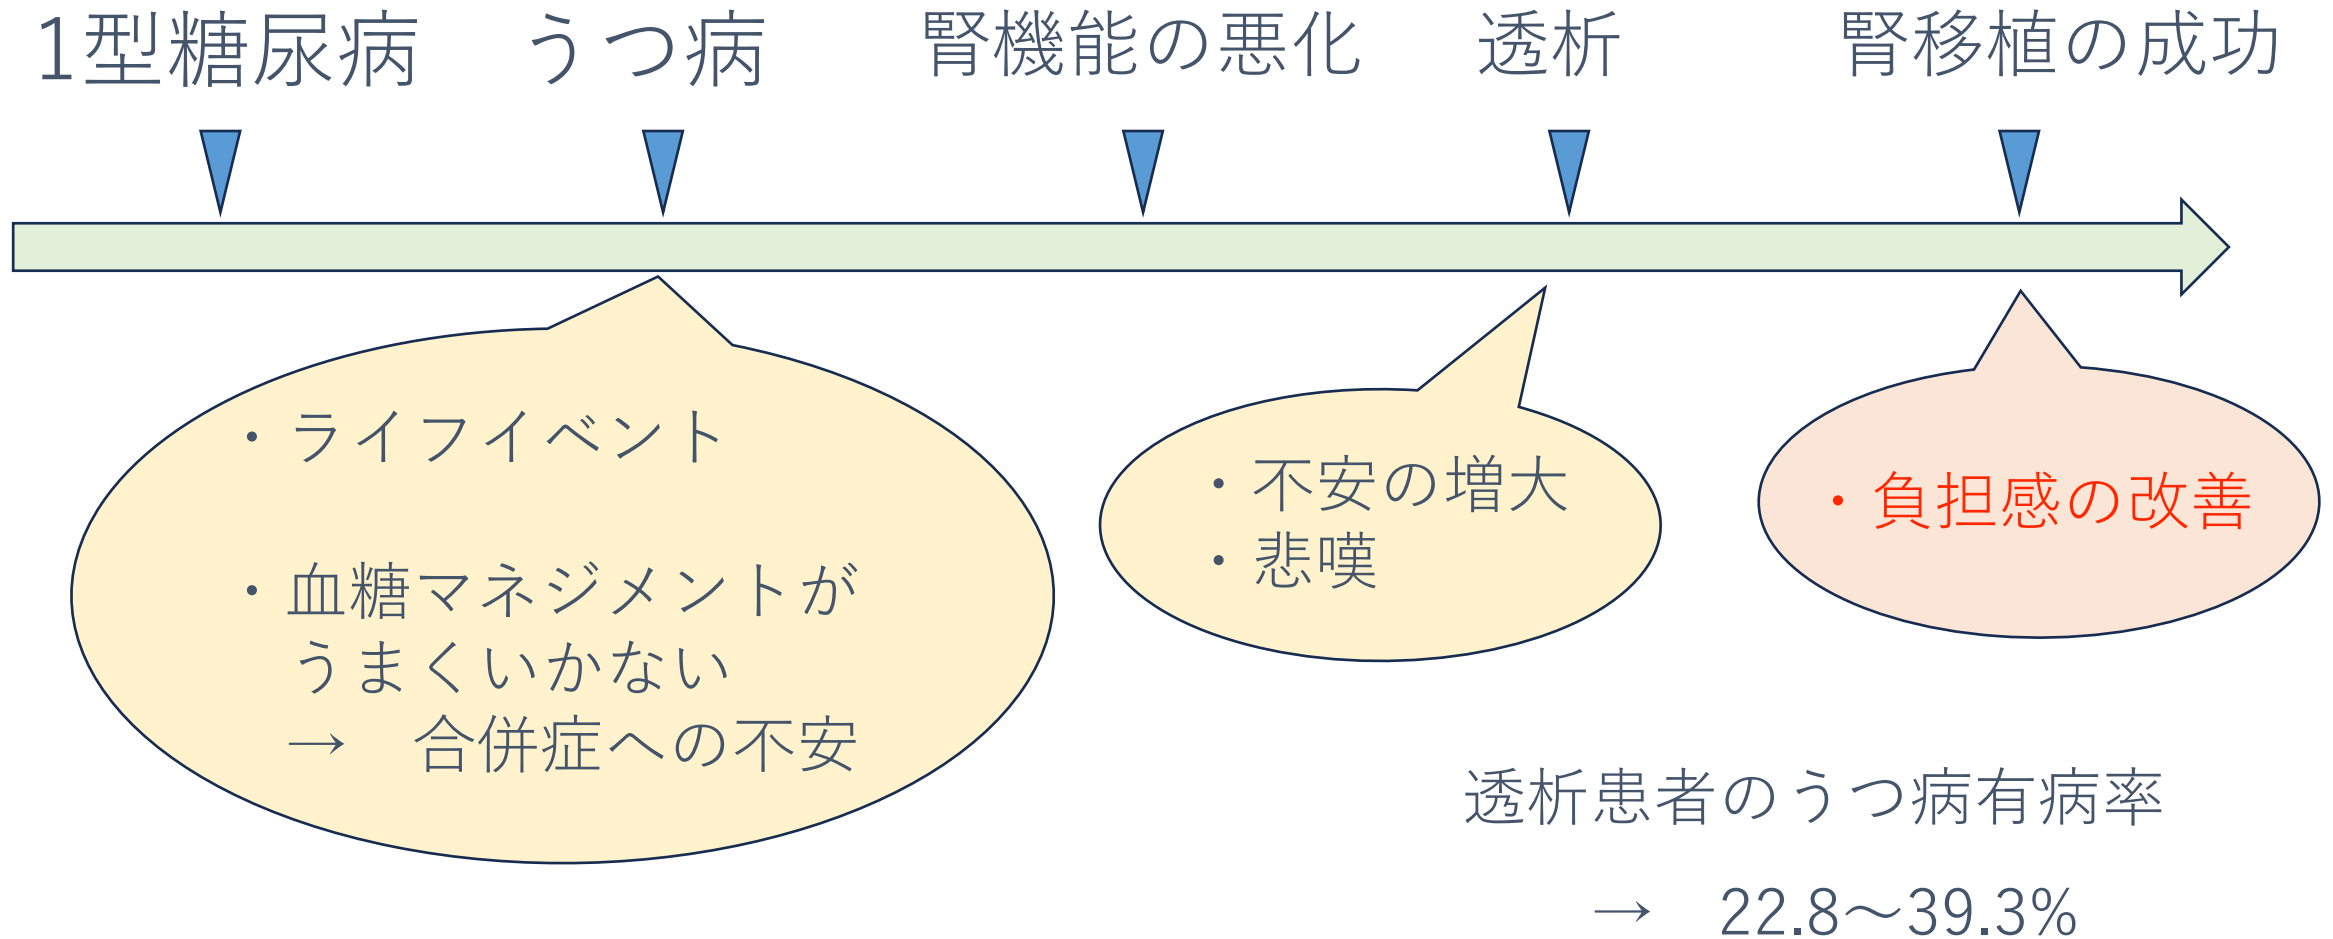 1型糖尿病
うつ病
腎機能の悪化
透析
腎移植の成功
・ライフイベント
・血糖マネジメントが
うまくいかない
→ 合併症への不安
・不安の増大
・悲嘆
・負担感の改善
透析患者のうつ病有病率
→ 22.8～39.3%